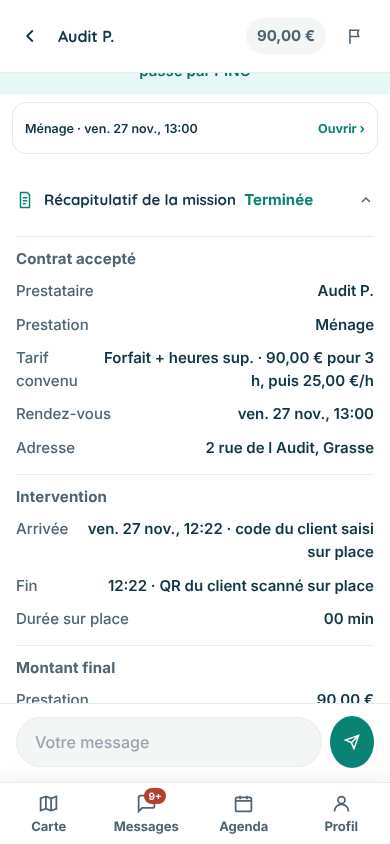 Audit P.
90,00 €
passé par PINO
Ménage · ven. 27 nov., 13:00
Ouvrir ›
Récapitulatif de la mission Terminée
Contrat accepté
Prestataire
Audit P.
Prestation
Ménage
Tarif convenu
Forfait + heures sup. · 90,00 € pour 3
h, puis 25,00 €/h
Rendez-vous
ven. 27 nov., 13:00
Adresse
2 rue de l Audit, Grasse
Intervention
Arrivée
ven. 27 nov., 12:22 · code du client saisi
sur place
Fin
12:22 · QR du client scanné sur place
Durée sur place
00 min
Montant final
Prestation
90,00 €
Votre message
9+
Carte
Messages
Agenda
Profil